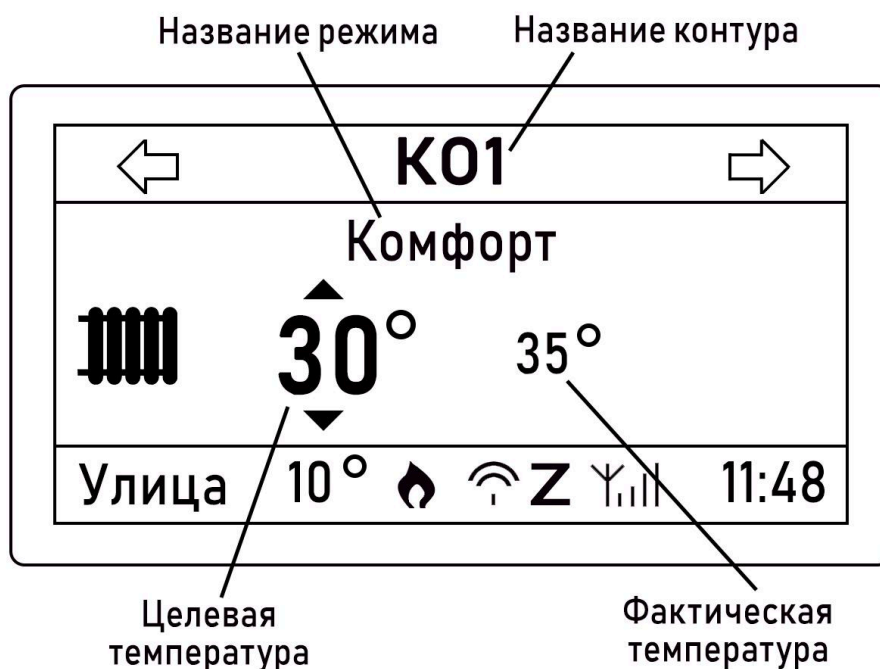 Название режима Название контура
КО1
Комфорт
30° 35°
Улица 10° Z 11:48
Целевая температура
Фактическая температура